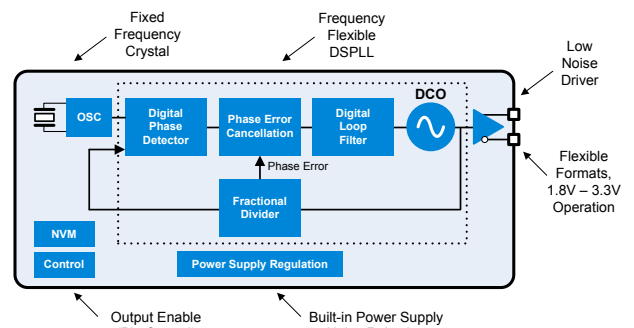 Fixed
Frequency
Crystal
Frequency
Flexible
DSPLL
Low
Noise
Driver
OSC
Digital
Phase
Detector
Phase Error
Cancellation
Digital
Loop
Filter
DCO
Phase Error
Fractional
Divider
Flexible
Formats,
1.8V – 3.3V
Operation
NVM
Control
Power Supply Regulation
Output Enable
Built-in Power Supply